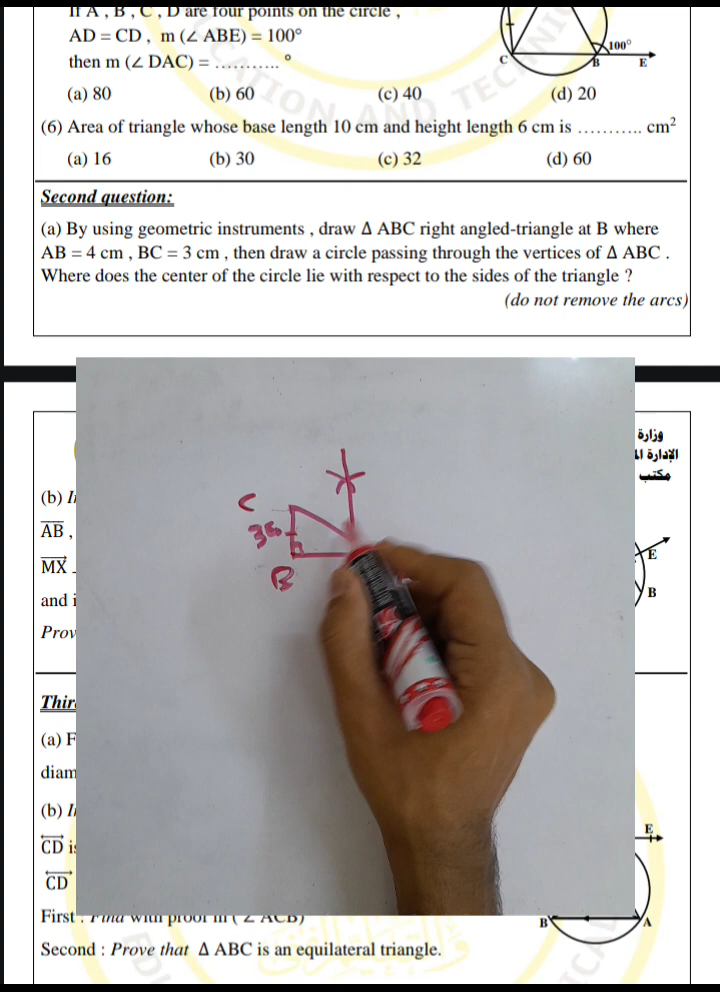 If A , B , C , D are four points on the circle ,
AD = CD , m (∠ ABE) = 100°
then m (∠ DAC) = ........... °
100°
C
B
E
(a) 80 (b) 60 (c) 40 (d) 20
(6) Area of triangle whose base length 10 cm and height length 6 cm is ........... cm²
(a) 16 (b) 30 (c) 32 (d) 60
Second question:
(a) By using geometric instruments , draw Δ ABC right angled-triangle at B where
AB = 4 cm , BC = 3 cm , then draw a circle passing through the vertices of Δ ABC .
Where does the center of the circle lie with respect to the sides of the triangle ?
(do not remove the arcs)
وزارة
الإدارة
مكتب
(b)
AB ,
MX
and
E
B
C
B
(a)
(b)
CD
CD
E
First :
B
A
Second : Prove that Δ ABC is an equilateral triangle.